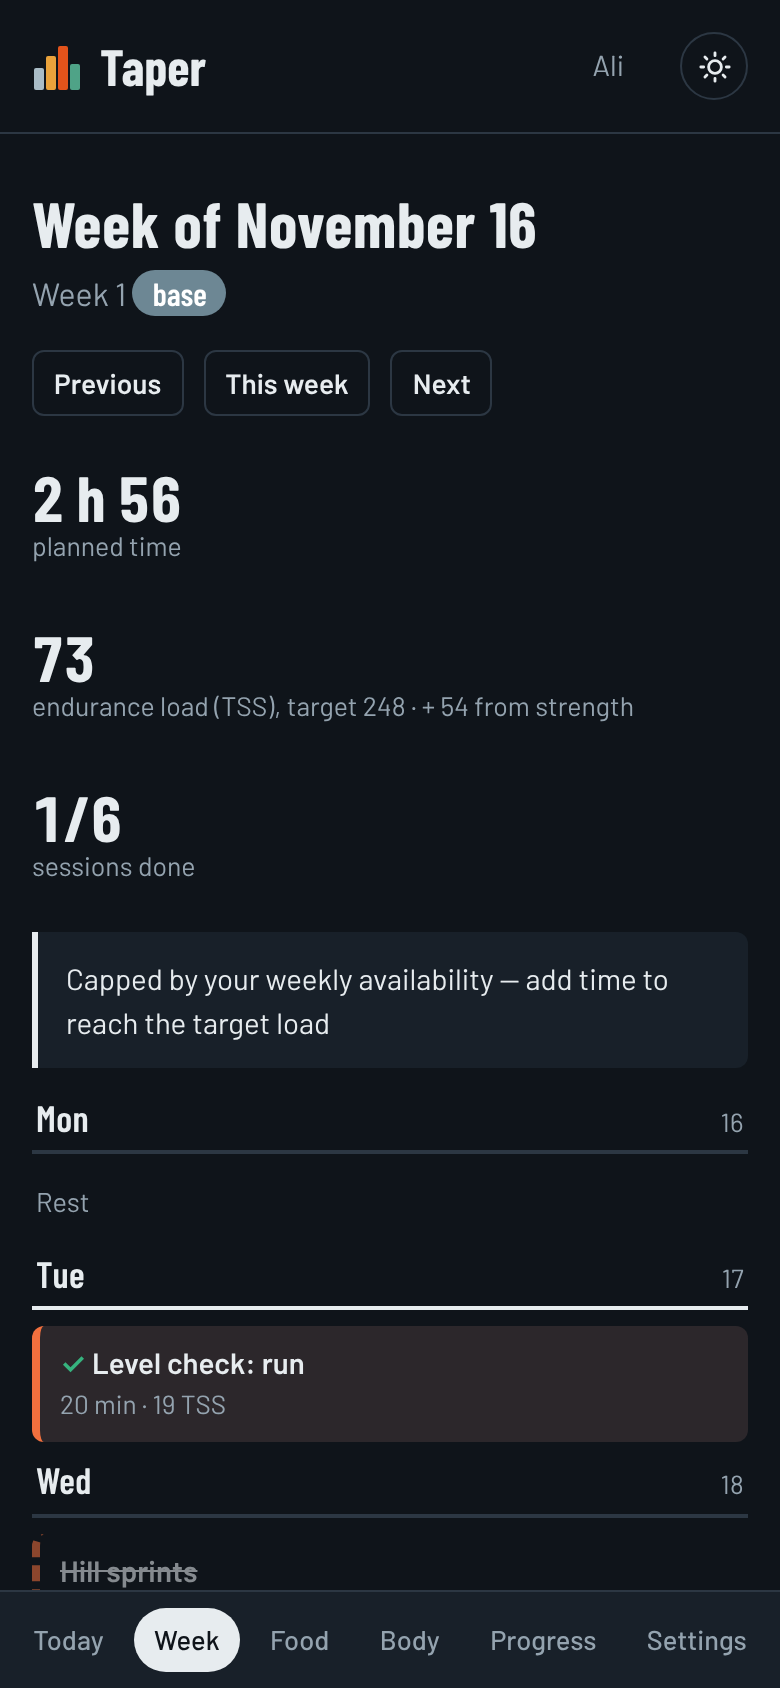 Taper
Ali
Week of November 16
Week 1 base
Previous This week Next
2 h 56
planned time
73
endurance load (TSS), target 248 · + 54 from strength
1/6
sessions done
Capped by your weekly availability — add time to
reach the target load
Mon 16
Rest
Tue 17
✓ Level check: run
20 min · 19 TSS
Wed 18
Hill sprints
Today Week Food Body Progress Settings